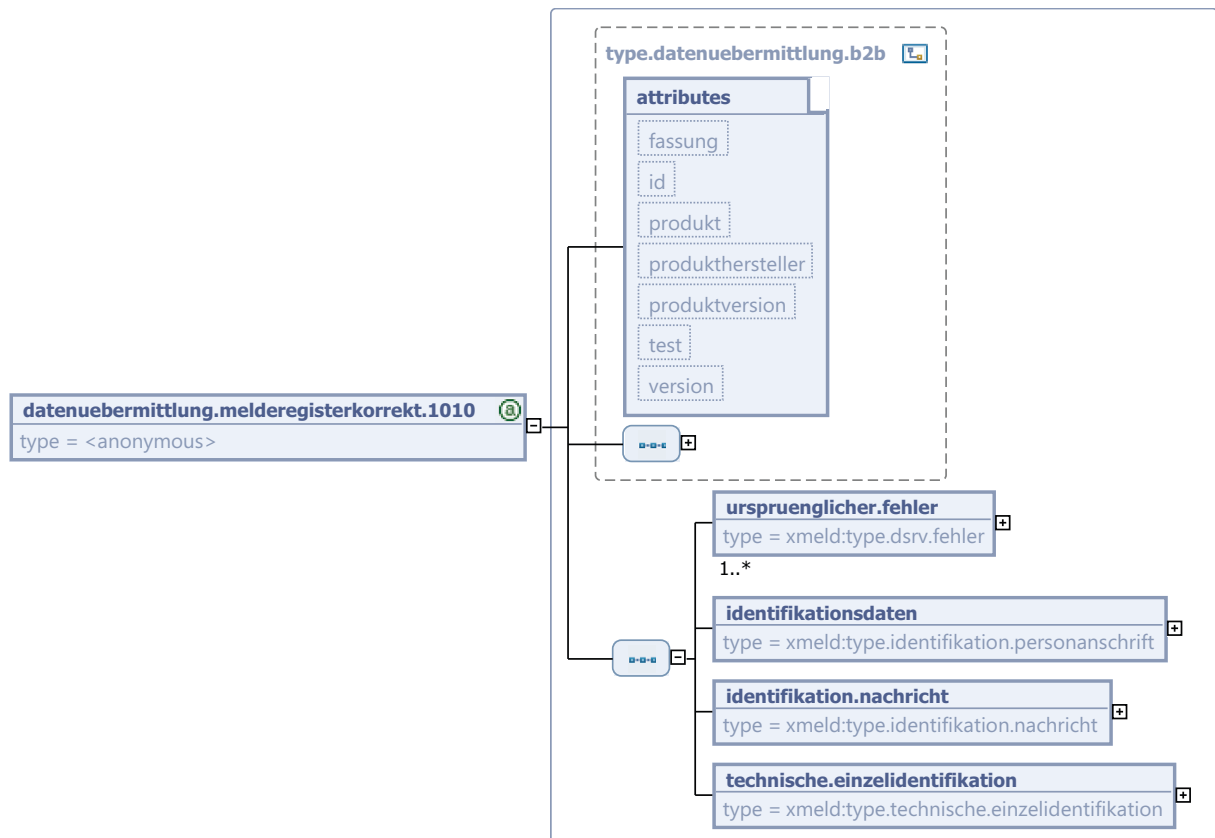 type.datenuebermittlung.b2b
attributes
fassung
id
produkt
produkthersteller
produktversion
test
version
datenuebermittlung.melderegisterkorrekt.1010
type = <anonymous>
urspruenglicher.fehler
type = xmeld:type.dsrv.fehler
1..*
identifikationsdaten
type = xmeld:type.identifikation.personanschrift
identifikation.nachricht
type = xmeld:type.identifikation.nachricht
technische.einzelidentifikation
type = xmeld:type.technische.einzelidentifikation